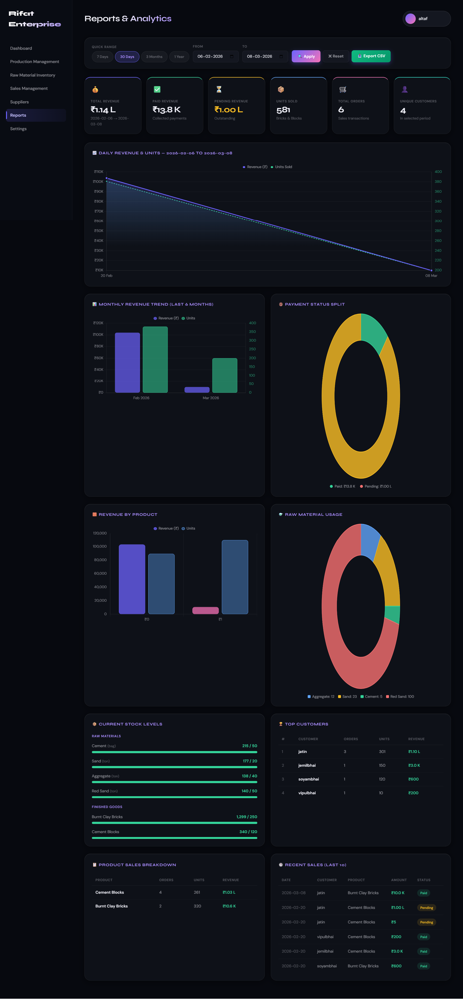 Rifat
Enterprise
Dashboard
Production Management
Raw Material Inventory
Sales Management
Suppliers
Reports
Settings
Reports & Analytics
altaf
QUICK RANGE
7 Days
30 Days
3 Months
1 Year
FROM
06-02-2026
TO
08-03-2026
Apply
Reset
Export CSV
TOTAL REVENUE
₹1.14 L
2026-02-06 → 2026-
03-08
PAID REVENUE
₹13.8 K
Collected payments
PENDING REVENUE
₹1.00 L
Outstanding
UNITS SOLD
581
Bricks & Blocks
TOTAL ORDERS
6
Sales transactions
UNIQUE CUSTOMERS
4
In selected period
DAILY REVENUE & UNITS — 2026-02-06 TO 2026-03-08
Revenue (₹) Units Sold
₹110K 400
₹100K 380
₹90K 360
₹80K 340
₹70K 320
₹60K 300
₹50K 280
₹40K 260
₹30K 240
₹20K 220
₹10K 200
20 Feb 08 Mar
MONTHLY REVENUE TREND (LAST 6 MONTHS)
Revenue (₹) Units
₹120K
₹100K
₹80K
₹60K
₹40K
₹20K
₹0
400
350
300
250
200
150
100
50
0
Feb 2026 Mar 2026
PAYMENT STATUS SPLIT
Paid: ₹13.8 K Pending: ₹1.00 L
REVENUE BY PRODUCT
Revenue (₹) Units
120,000
100,000
80,000
60,000
40,000
20,000
0
₹0 ₹1
RAW MATERIAL USAGE
Aggregate: 12 Sand: 23 Cement: 5 Red Sand: 100
CURRENT STOCK LEVELS
RAW MATERIALS
Cement (bag) 215 / 50
Sand (ton) 177 / 20
Aggregate (ton) 138 / 40
Red Sand (ton) 140 / 50
FINISHED GOODS
Burnt Clay Bricks 1,299 / 250
Cement Blocks 340 / 120
TOP CUSTOMERS
# CUSTOMER ORDERS UNITS REVENUE
1 jatin 3 301 ₹1.10 L
2 jemilbhai 1 150 ₹3.0 K
3 soyambhai 1 120 ₹600
4 vipulbhai 1 10 ₹200
PRODUCT SALES BREAKDOWN
PRODUCT ORDERS UNITS REVENUE
Cement Blocks 4 261 ₹1.03 L
Burnt Clay Bricks 2 320 ₹10.6 K
RECENT SALES (LAST 10)
DATE CUSTOMER PRODUCT AMOUNT STATUS
2026-03-08 jatin Burnt Clay Bricks ₹10.0 K Paid
2026-02-20 jatin Cement Blocks ₹1.00 L Pending
2026-02-20 jatin Cement Blocks ₹5 Pending
2026-02-20 vipulbhai Cement Blocks ₹200 Paid
2026-02-20 jemilbhai Cement Blocks ₹3.0 K Paid
2026-02-20 soyambhai Burnt Clay Bricks ₹600 Paid